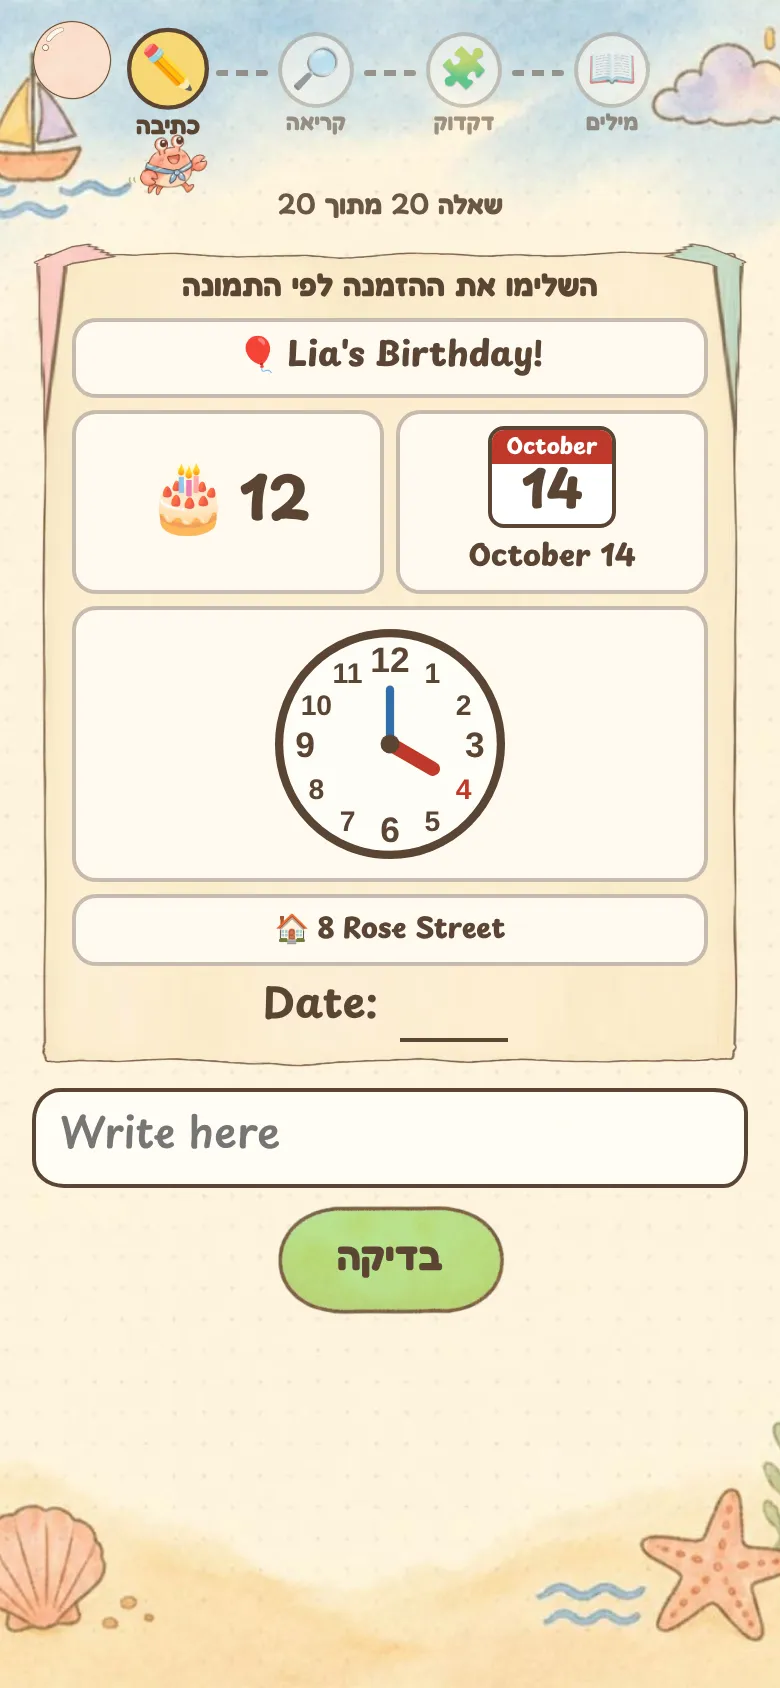 כתיבה
קריאה
דקדוק
מילים
שאלה 20 מתוך 20
השלימו את ההזמנה לפי התמונה
Lia's Birthday!
12
October
14
October 14
12
1
2
3
4
5
6
7
8
9
10
11
8 Rose Street
Date: _____
Write here
בדיקה